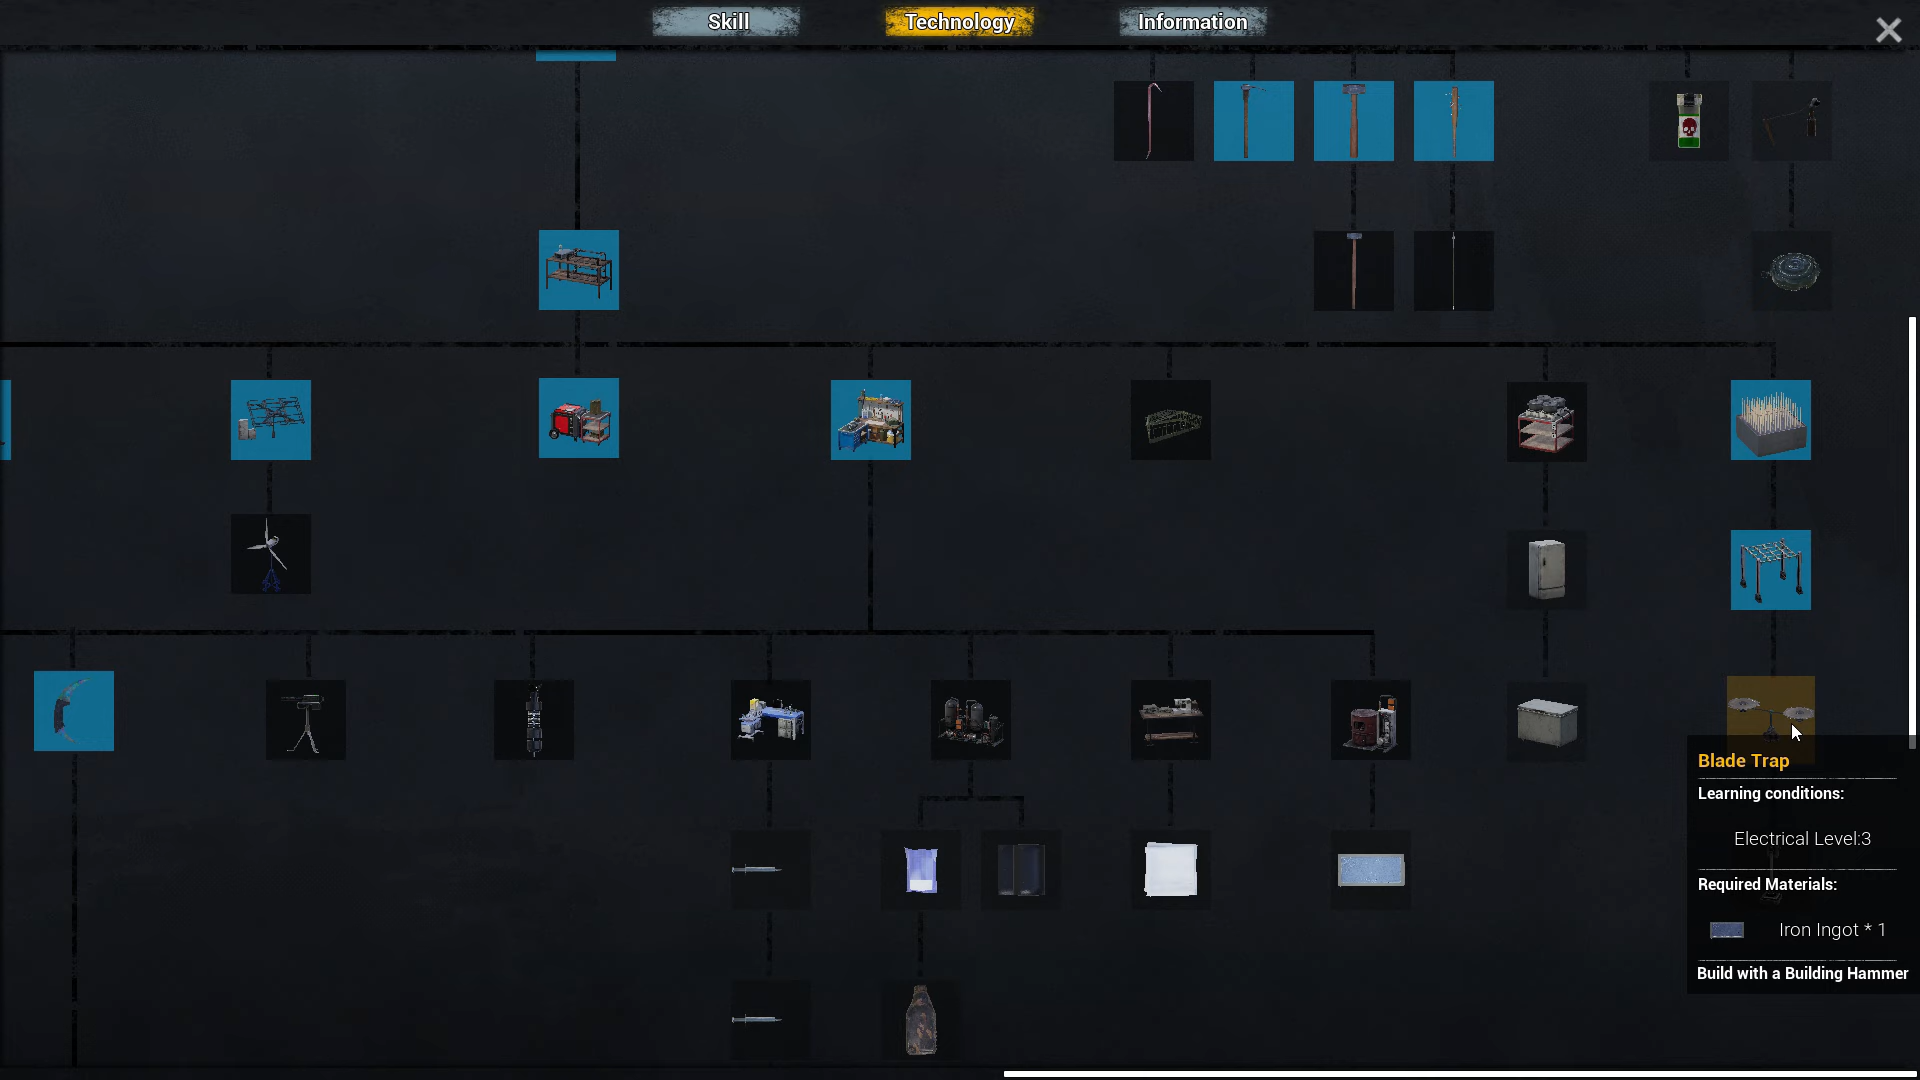 Skill
Technology
Information
Blade Trap
Learning conditions:
Electrical Level:3
Required Materials:
Iron Ingot * 1
Build with a Building Hammer